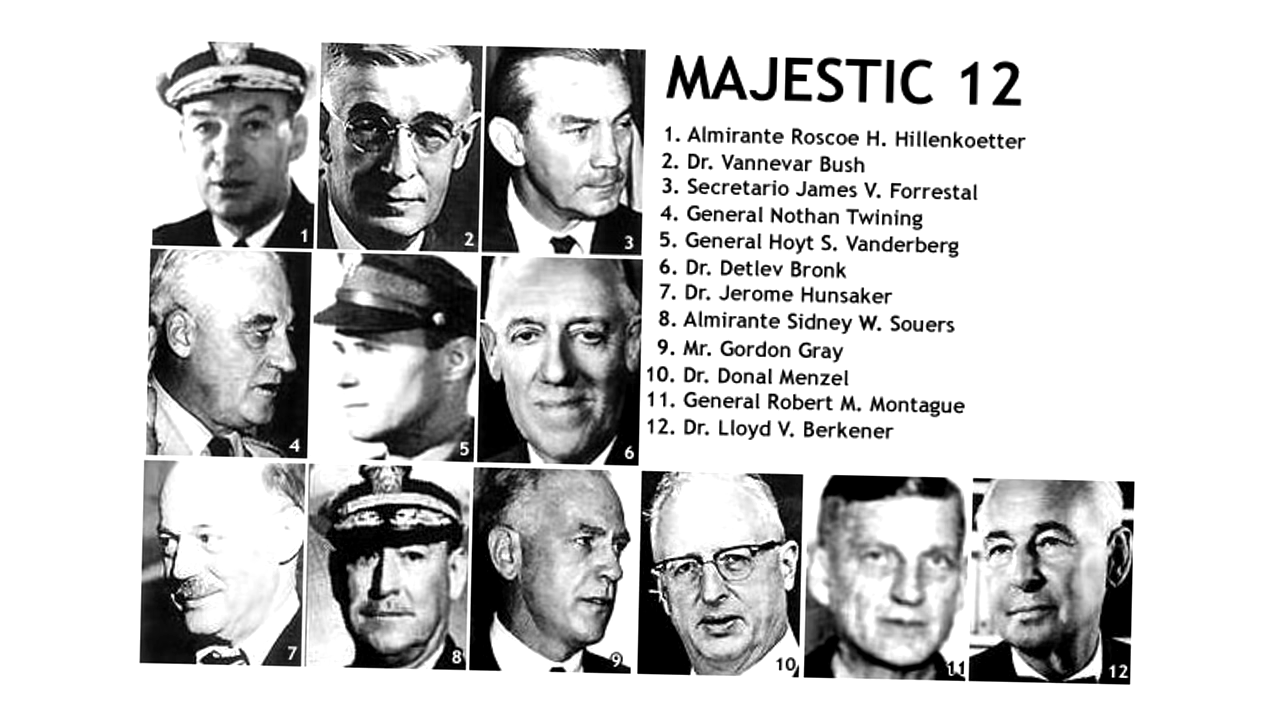 MAJESTIC 12
1. Almirante Roscoe H. Hillenkoetter
2. Dr. Vannevar Bush
3. Secretario James V. Forrestal
4. General Nothan Twining
5. General Hoyt S. Vanderberg
6. Dr. Detlev Bronk
7. Dr. Jerome Hunsaker
8. Almirante Sidney W. Souers
9. Mr. Gordon Gray
10. Dr. Donal Menzel
11. General Robert M. Montague
12. Dr. Lloyd V. Berkener
1
2
3
4
5
6
7
8
9
10
11
12